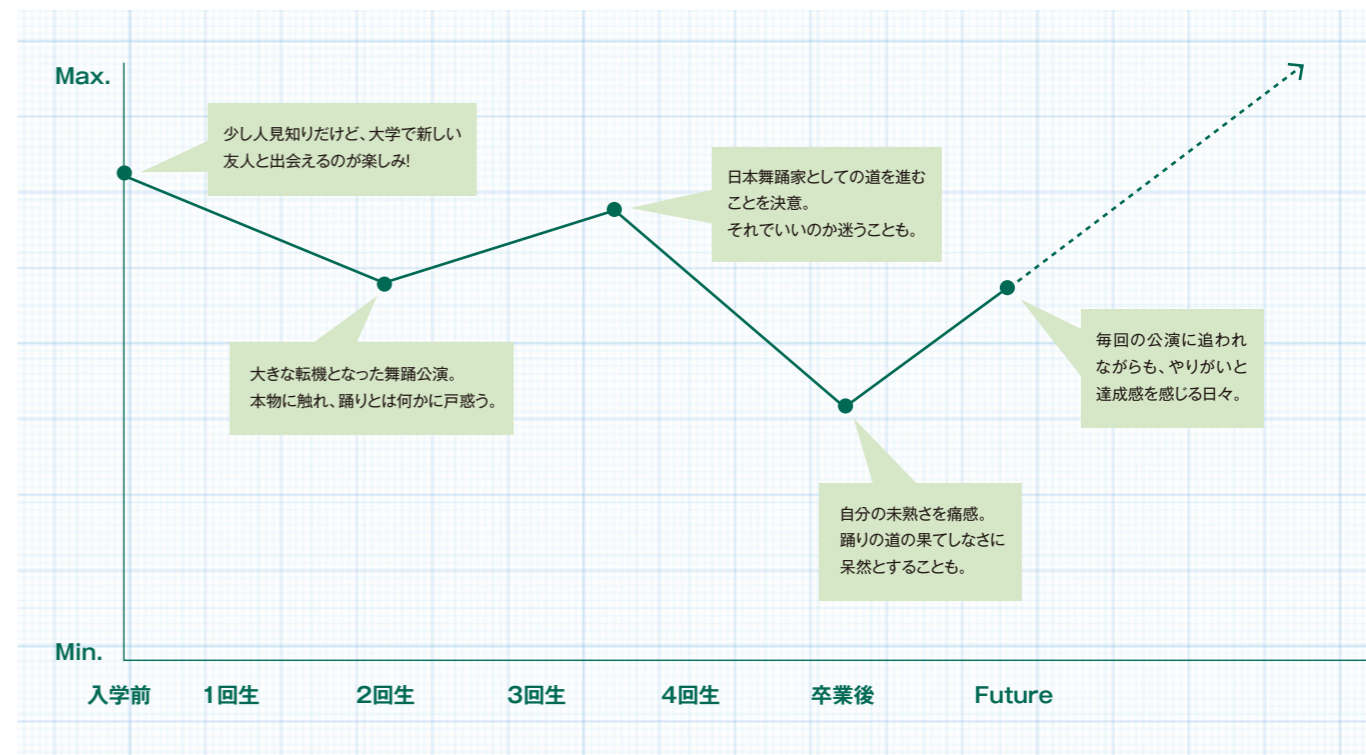 Max.
少し人見知りだけど、大学で新しい
友人と出会えるのが楽しみ!
日本舞踊家としての道を進む
ことを決意。
それでいいのか迷うことも。
大きな転機となった舞踊公演。
本物に触れ、踊りとは何かに戸惑う。
毎回の公演に追われ
ながらも、やりがいと
達成感を感じる日々。
自分の未熟さを痛感。
踊りの道の果てしなさに
呆然とすることも。
Min.
入学前 1回生 2回生 3回生 4回生 卒業後 Future